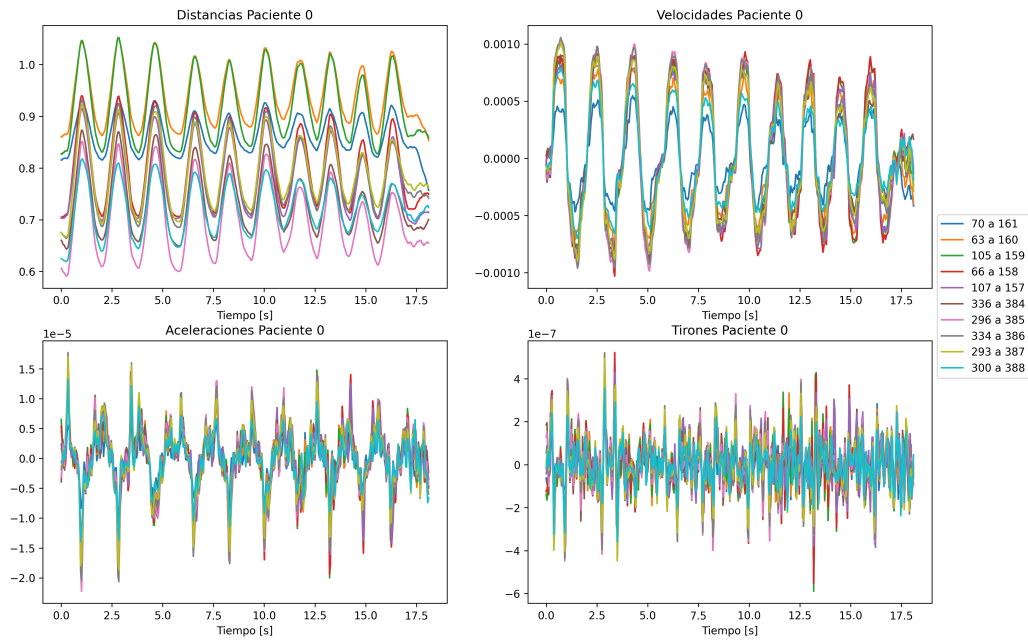 Distancias Paciente 0
1.0
0.9
0.8
0.7
0.6
0.0 2.5 5.0 7.5 10.0 12.5 15.0 17.5
Tiempo [s]
Velocidades Paciente 0
0.0010
0.0005
0.0000
−0.0005
−0.0010
0.0 2.5 5.0 7.5 10.0 12.5 15.0 17.5
Tiempo [s]
70 a 161
63 a 160
105 a 159
66 a 158
107 a 157
336 a 384
296 a 385
334 a 386
293 a 387
300 a 388
Aceleraciones Paciente 0
1e−5
1.5
1.0
0.5
0.0
−0.5
−1.0
−1.5
−2.0
0.0 2.5 5.0 7.5 10.0 12.5 15.0 17.5
Tiempo [s]
Tirones Paciente 0
1e−7
4
2
0
−2
−4
−6
0.0 2.5 5.0 7.5 10.0 12.5 15.0 17.5
Tiempo [s]